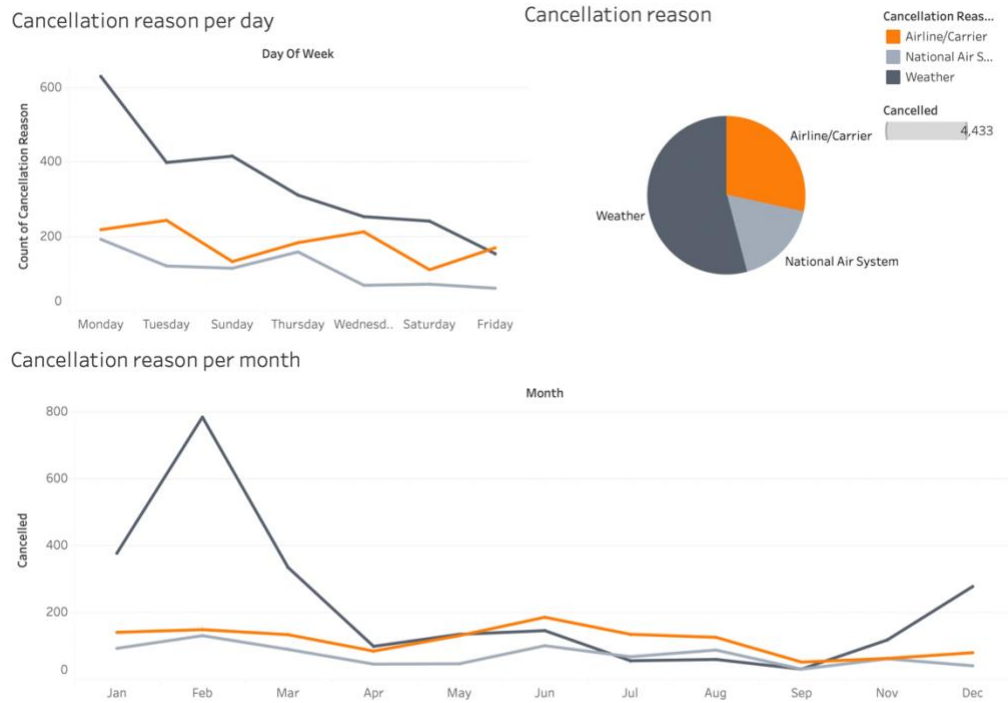 Cancellation reason per day
Day Of Week
Count of Cancellation Reason
600
400
200
0
Monday Tuesday Sunday Thursday Wednesd.. Saturday Friday
Cancellation reason
Airline/Carrier
Weather
National Air System
Cancellation Reas...
Airline/Carrier
National Air S...
Weather
Cancelled
4,433
Cancellation reason per month
Month
Cancelled
800
600
400
200
0
Jan Feb Mar Apr May Jun Jul Aug Sep Nov Dec